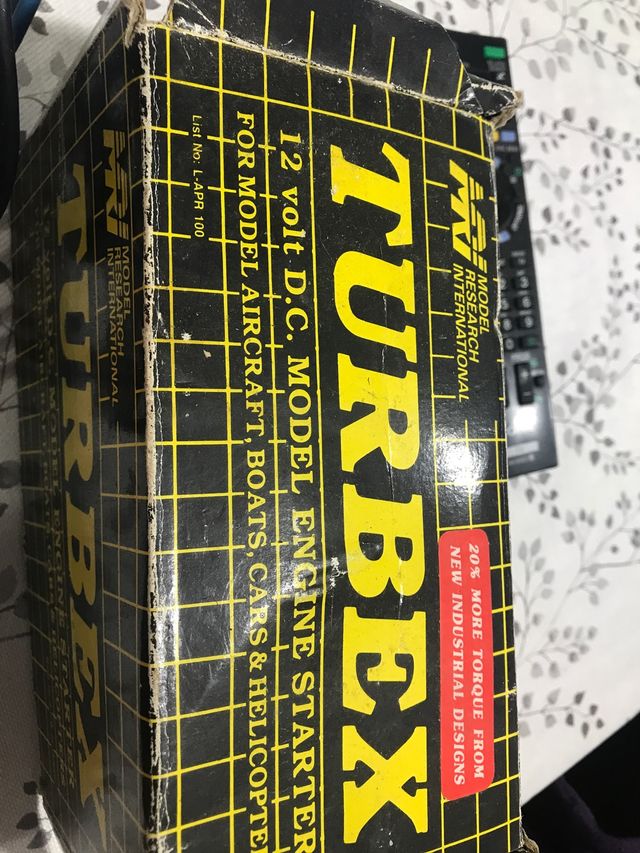 MRI MODEL
RESEARCH
INTERNATIONAL
20% MORE TORQUE FROM
NEW INDUSTRIAL DESIGNS
TURBEX
12 volt D.C. MODEL ENGINE STARTER
FOR MODEL AIRCRAFT, BOATS, CARS & HELICOPTE
List No: L-APR 100
MRI MODEL
RESEARCH
INTERNATIONAL
TURBEX